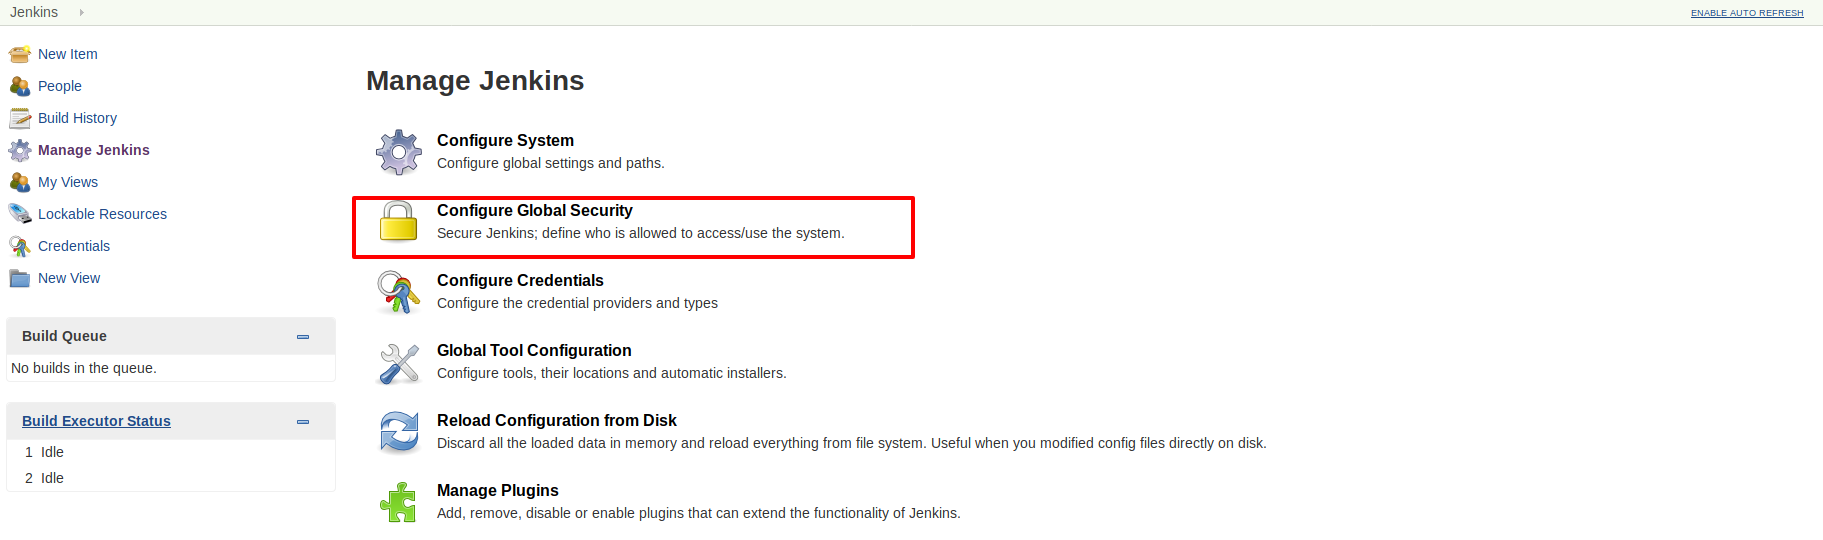 Jenkins
ENABLE AUTO REFRESH
New Item
People
Build History
Manage Jenkins
My Views
Lockable Resources
Credentials
New View
Build Queue
No builds in the queue.
Build Executor Status
1 Idle
2 Idle
Manage Jenkins
Configure System
Configure global settings and paths.
Configure Global Security
Secure Jenkins; define who is allowed to access/use the system.
Configure Credentials
Configure the credential providers and types
Global Tool Configuration
Configure tools, their locations and automatic installers.
Reload Configuration from Disk
Discard all the loaded data in memory and reload everything from file system. Useful when you modified config files directly on disk.
Manage Plugins
Add, remove, disable or enable plugins that can extend the functionality of Jenkins.